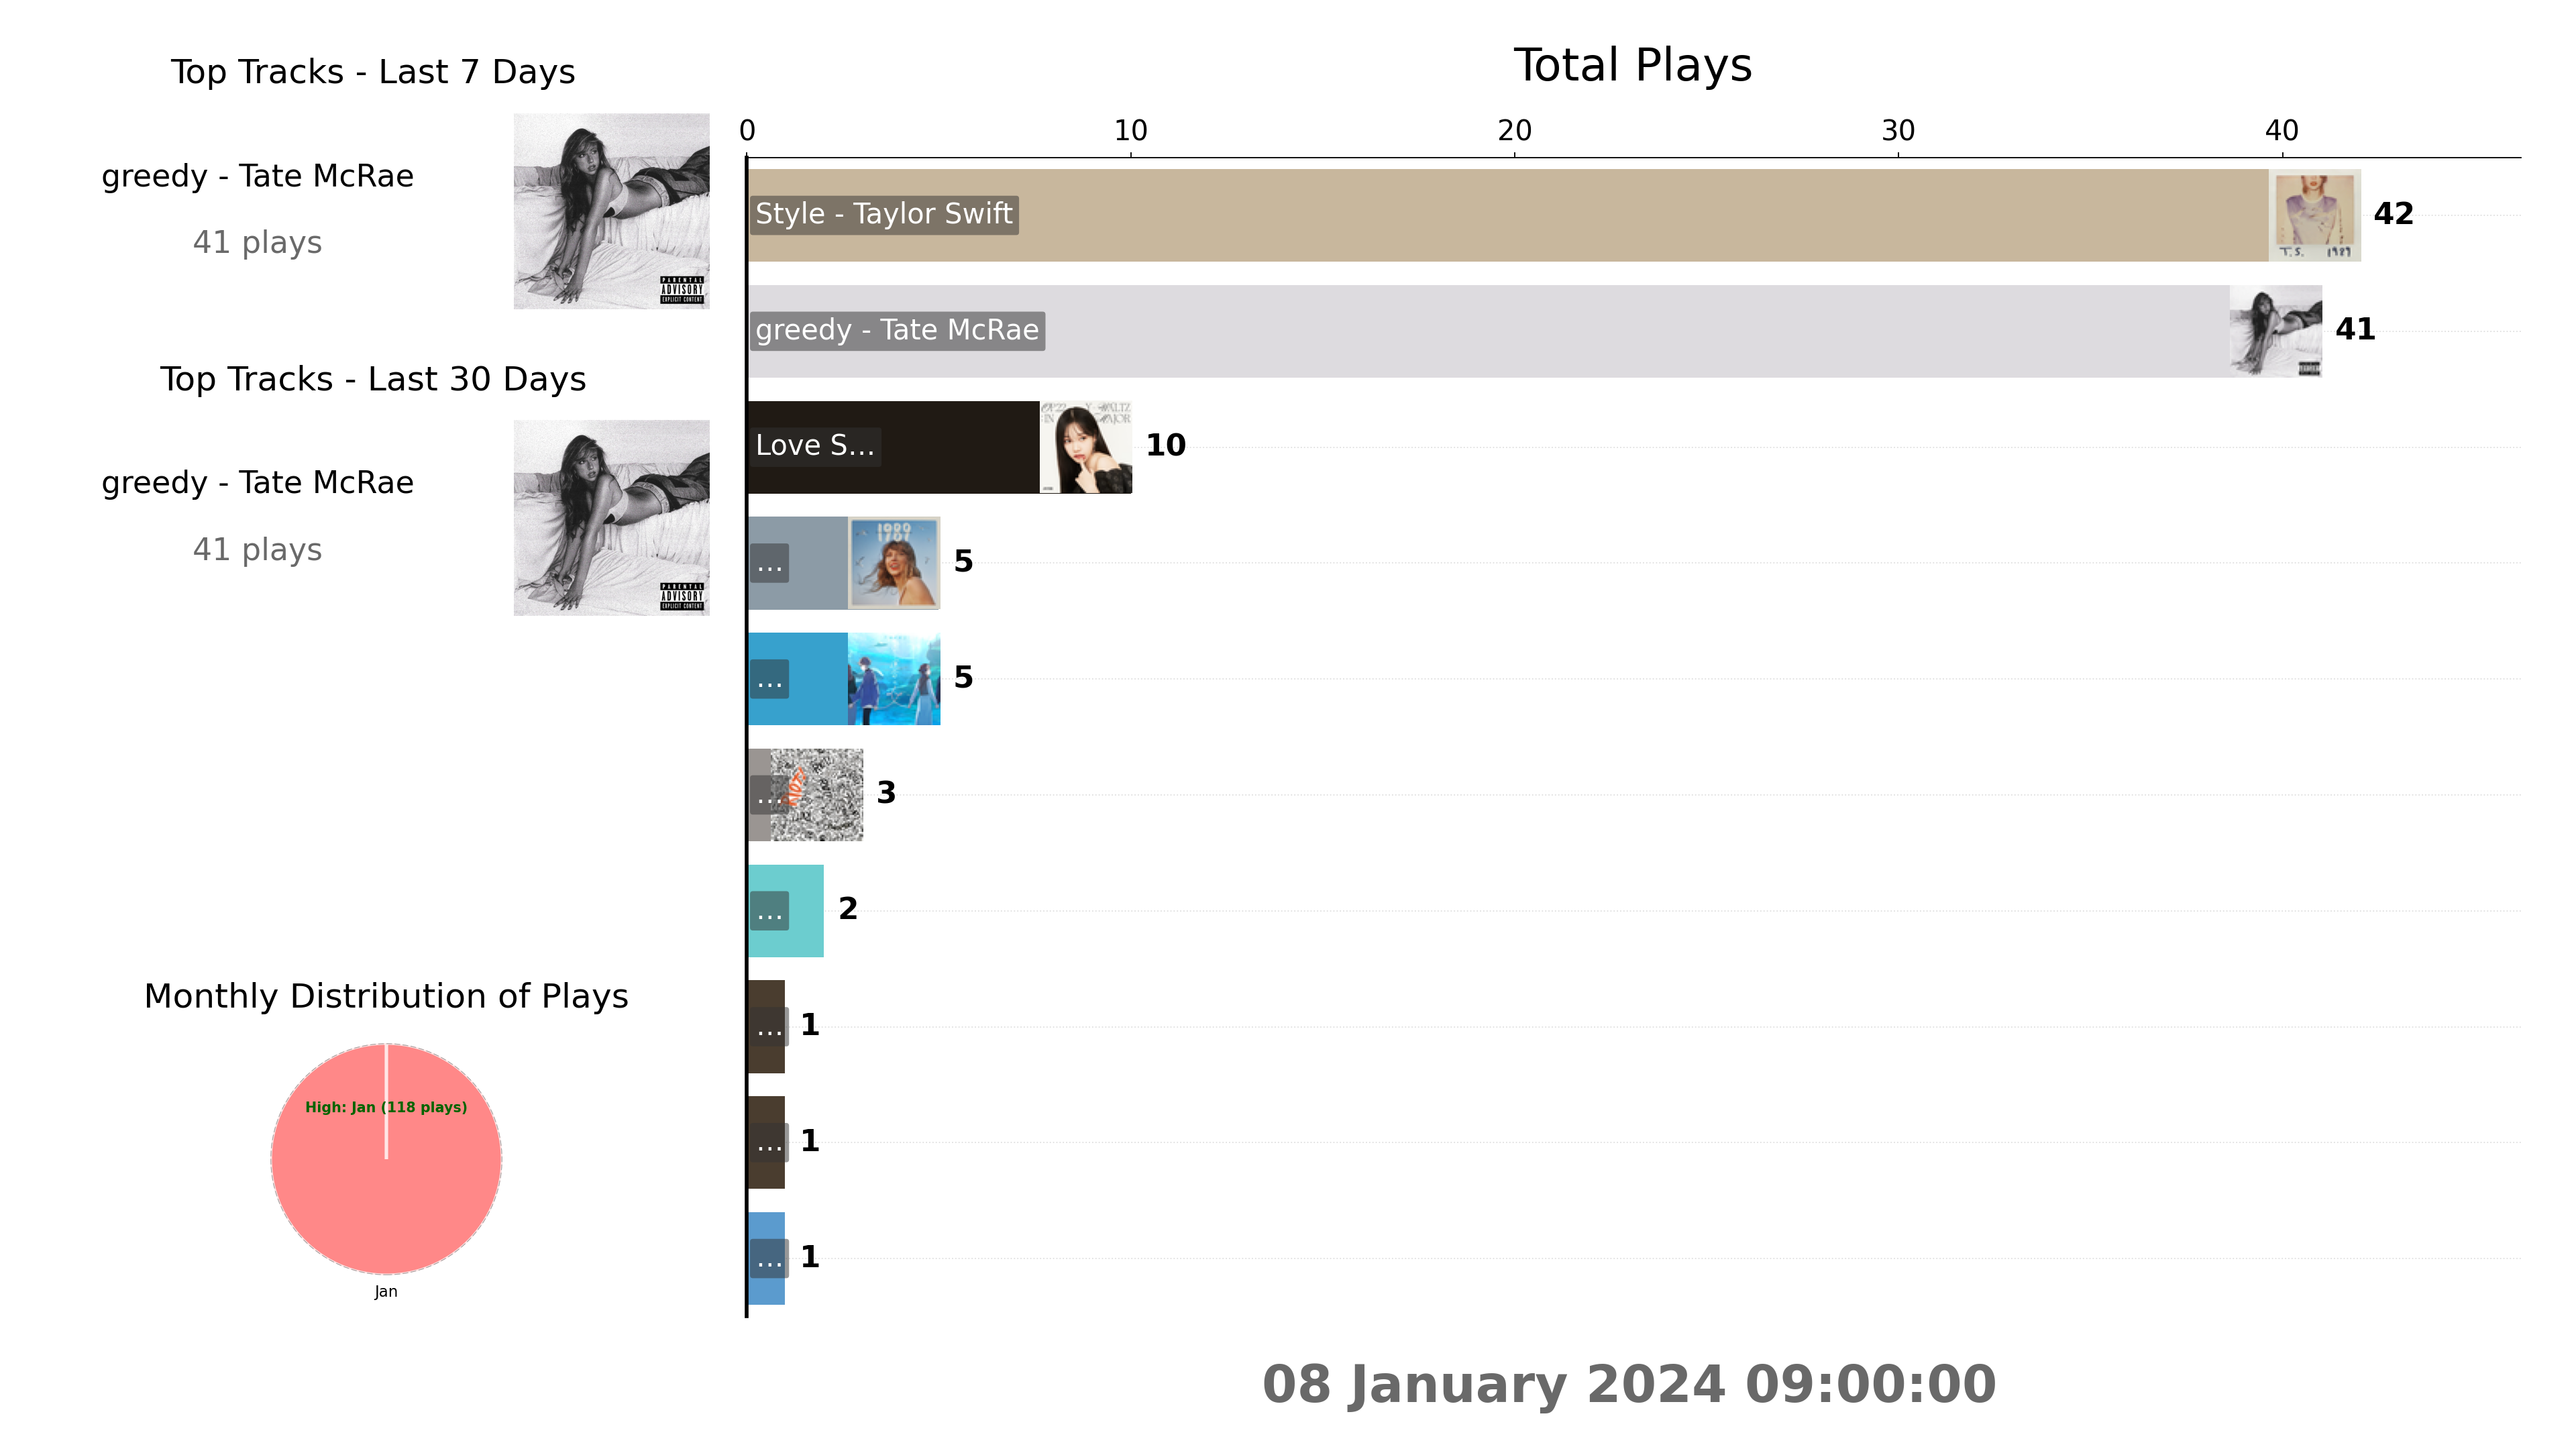 Top Tracks - Last 7 Days
greedy - Tate McRae
41 plays
PARENTAL
ADVISORY
EXPLICIT CONTENT
Top Tracks - Last 30 Days
greedy - Tate McRae
41 plays
PARENTAL
ADVISORY
EXPLICIT CONTENT
Monthly Distribution of Plays
High: Jan (118 plays)
Jan
Total Plays
0 10 20 30 40
Style - Taylor Swift
T.S. 1989
42
greedy - Tate McRae
41
Love S...
10
...
5
...
5
...
3
...
2
...
1
...
1
...
1
08 January 2024 09:00:00